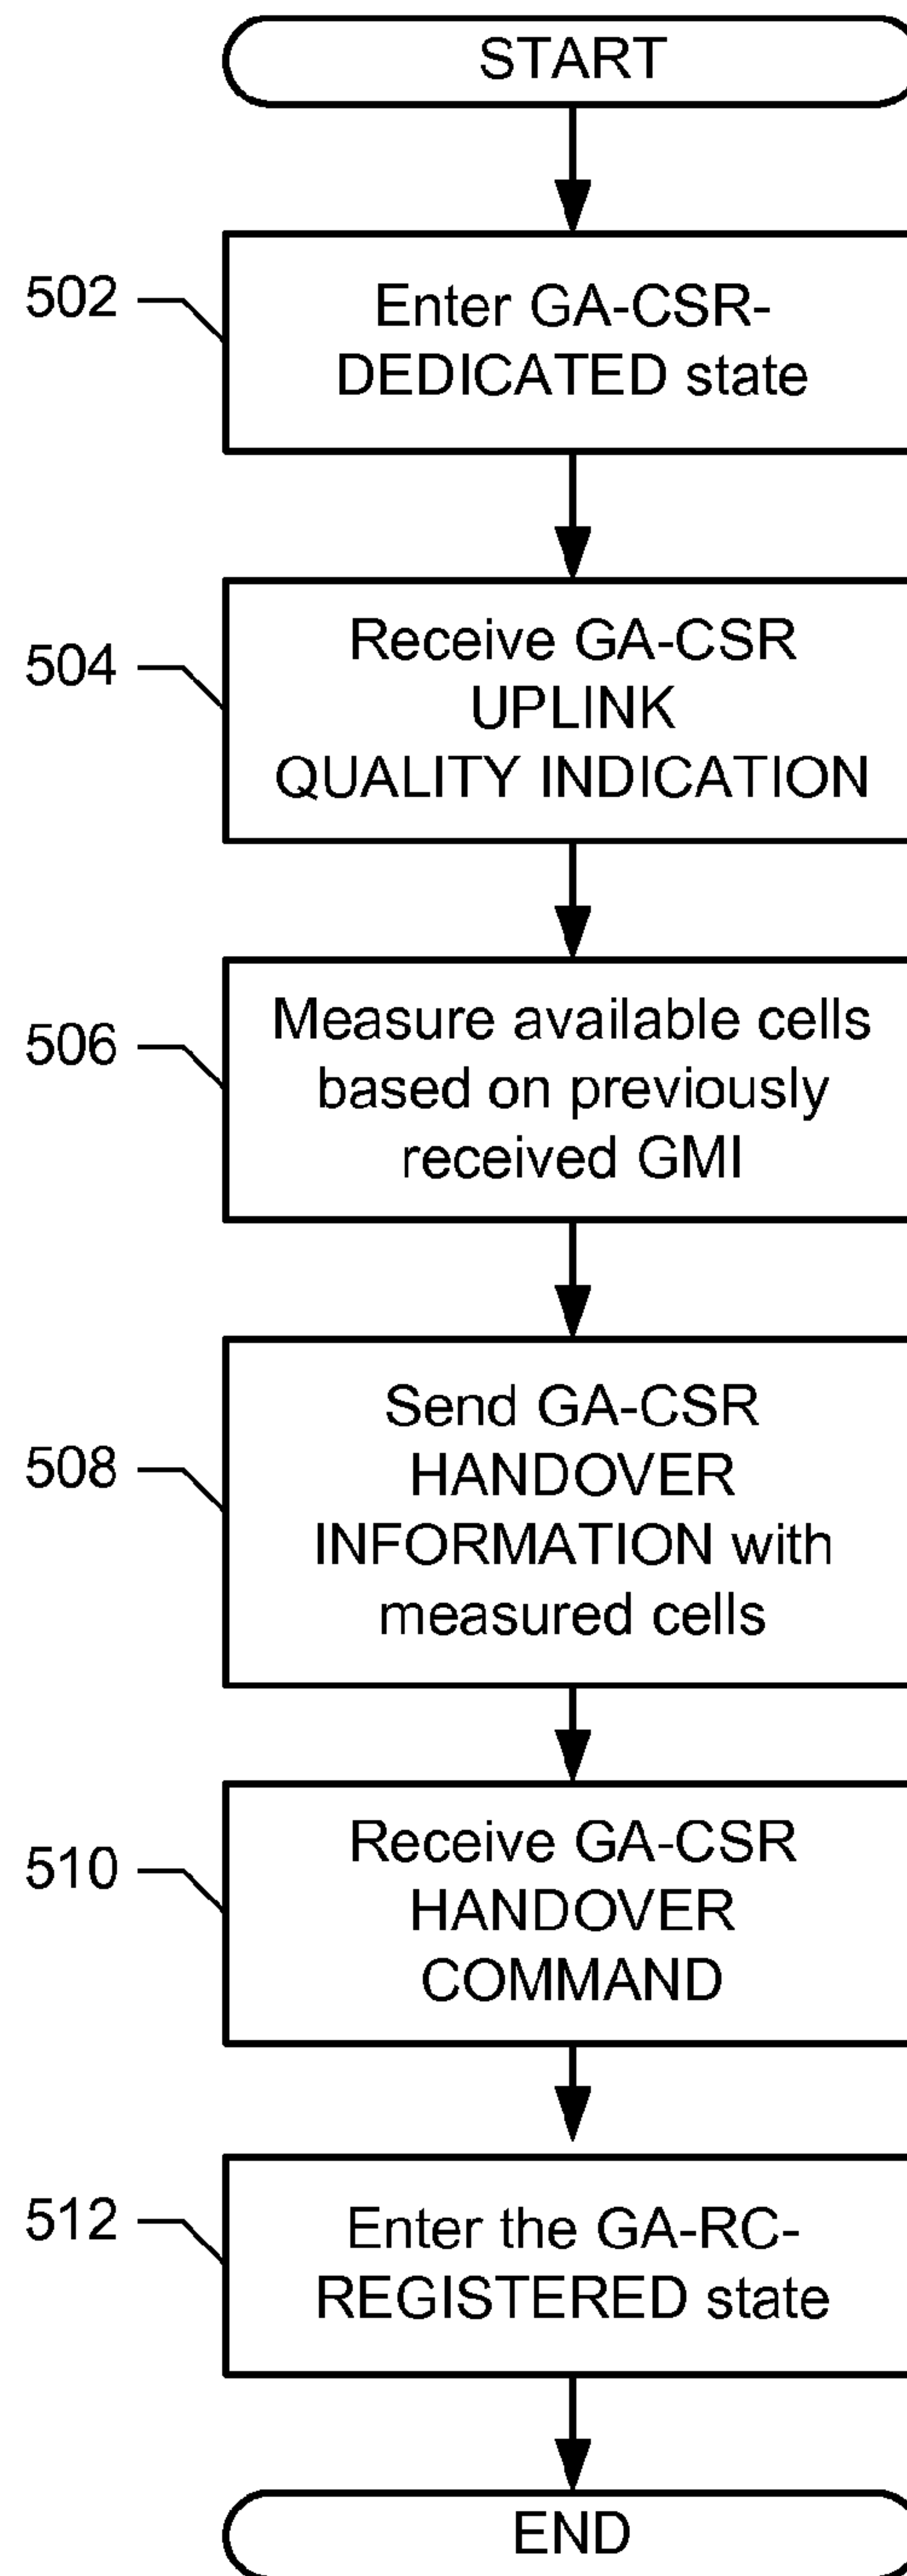 START
502
Enter GA-CSR-
DEDICATED state
504
Receive GA-CSR
UPLINK
QUALITY INDICATION
506
Measure available cells
based on previously
received GMI
508
Send GA-CSR
HANDOVER
INFORMATION with
measured cells
510
Receive GA-CSR
HANDOVER
COMMAND
512
Enter the GA-RC-
REGISTERED state
END